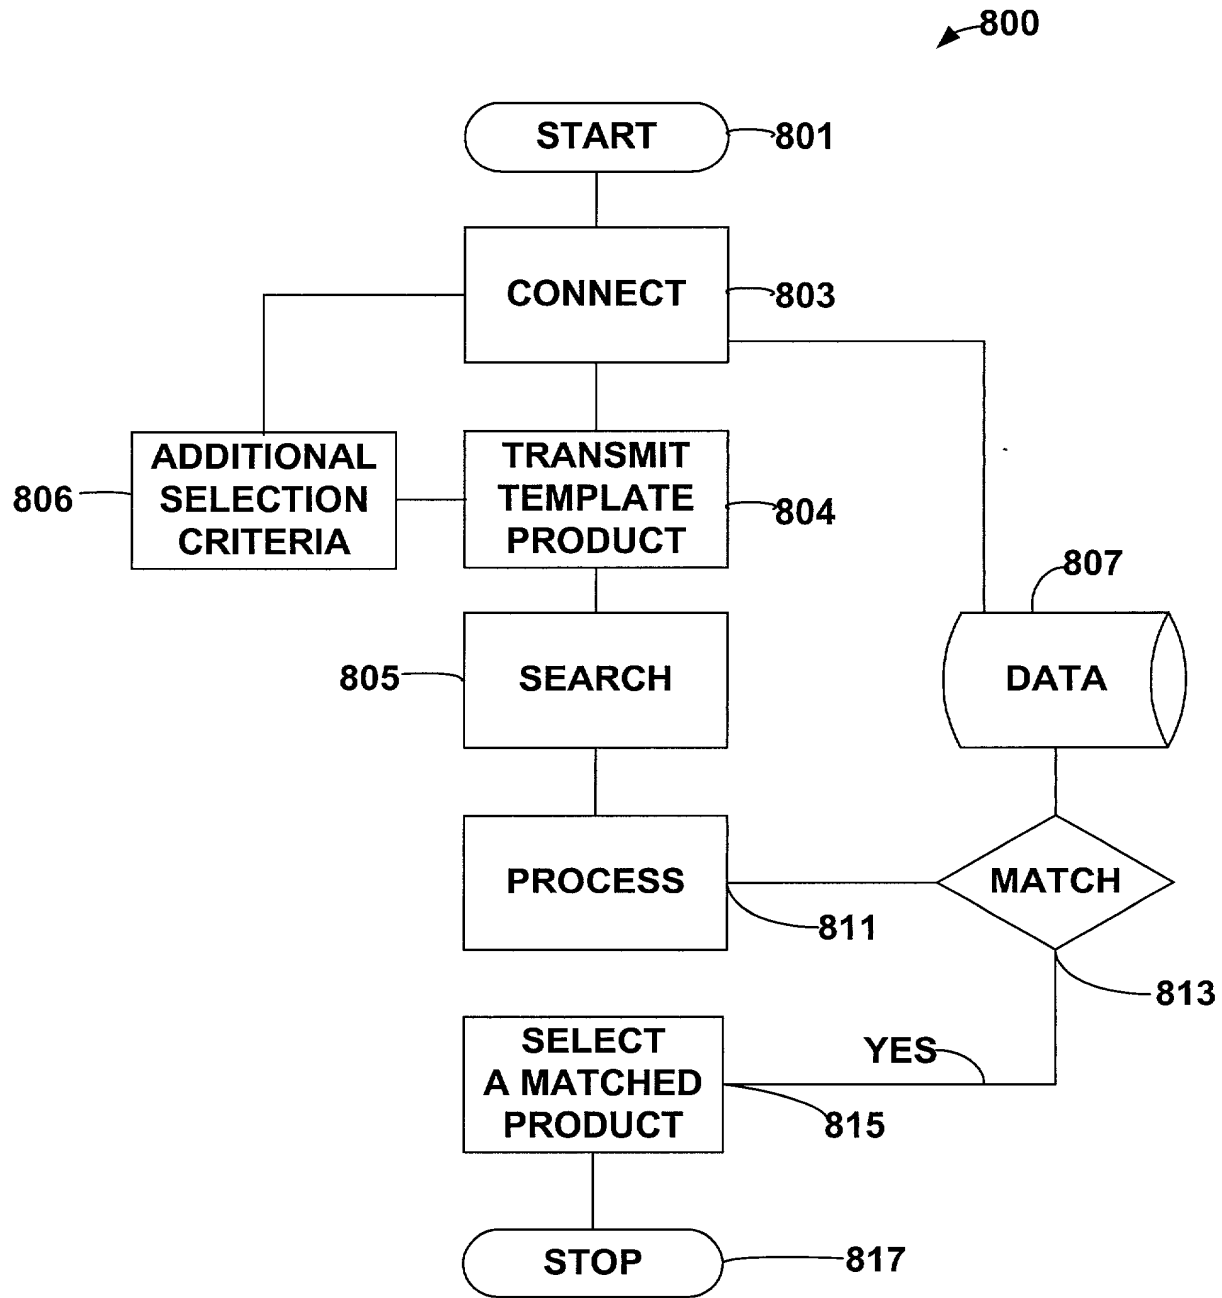 800
START
801
CONNECT
803
ADDITIONAL
SELECTION
CRITERIA
806
TRANSMIT
TEMPLATE
PRODUCT
804
807
805
SEARCH
DATA
PROCESS
811
MATCH
813
SELECT
A MATCHED
PRODUCT
YES
815
STOP
817